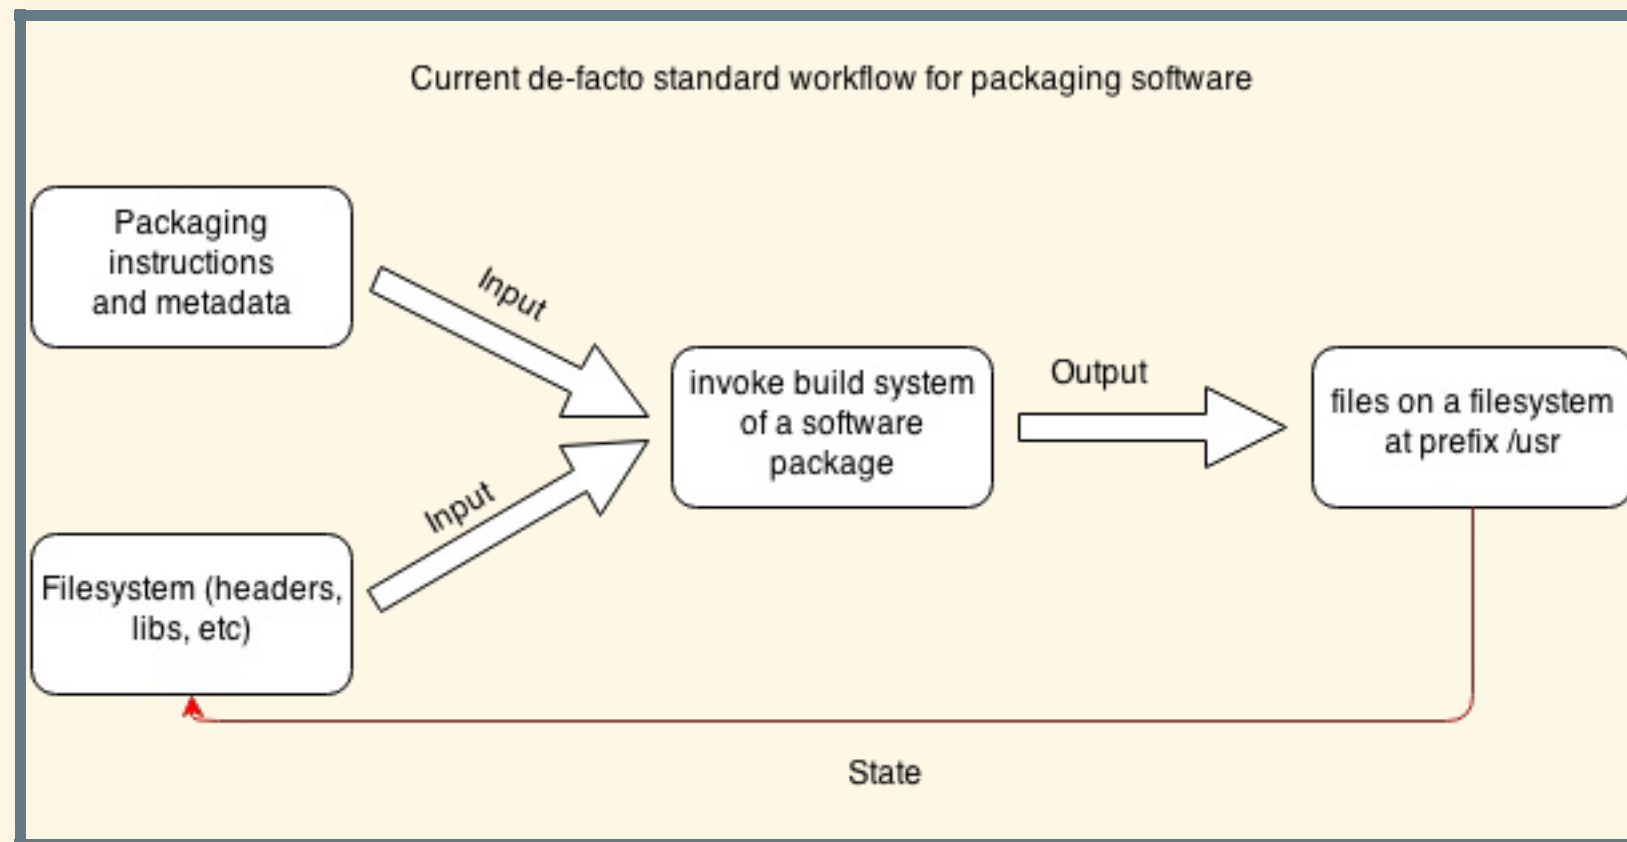 Current de-facto standard workflow for packaging software
Packaging
instructions
and metadata
Input
invoke build system
of a software
package
Output
files on a filesystem
at prefix /usr
Input
Filesystem (headers,
libs, etc)
State